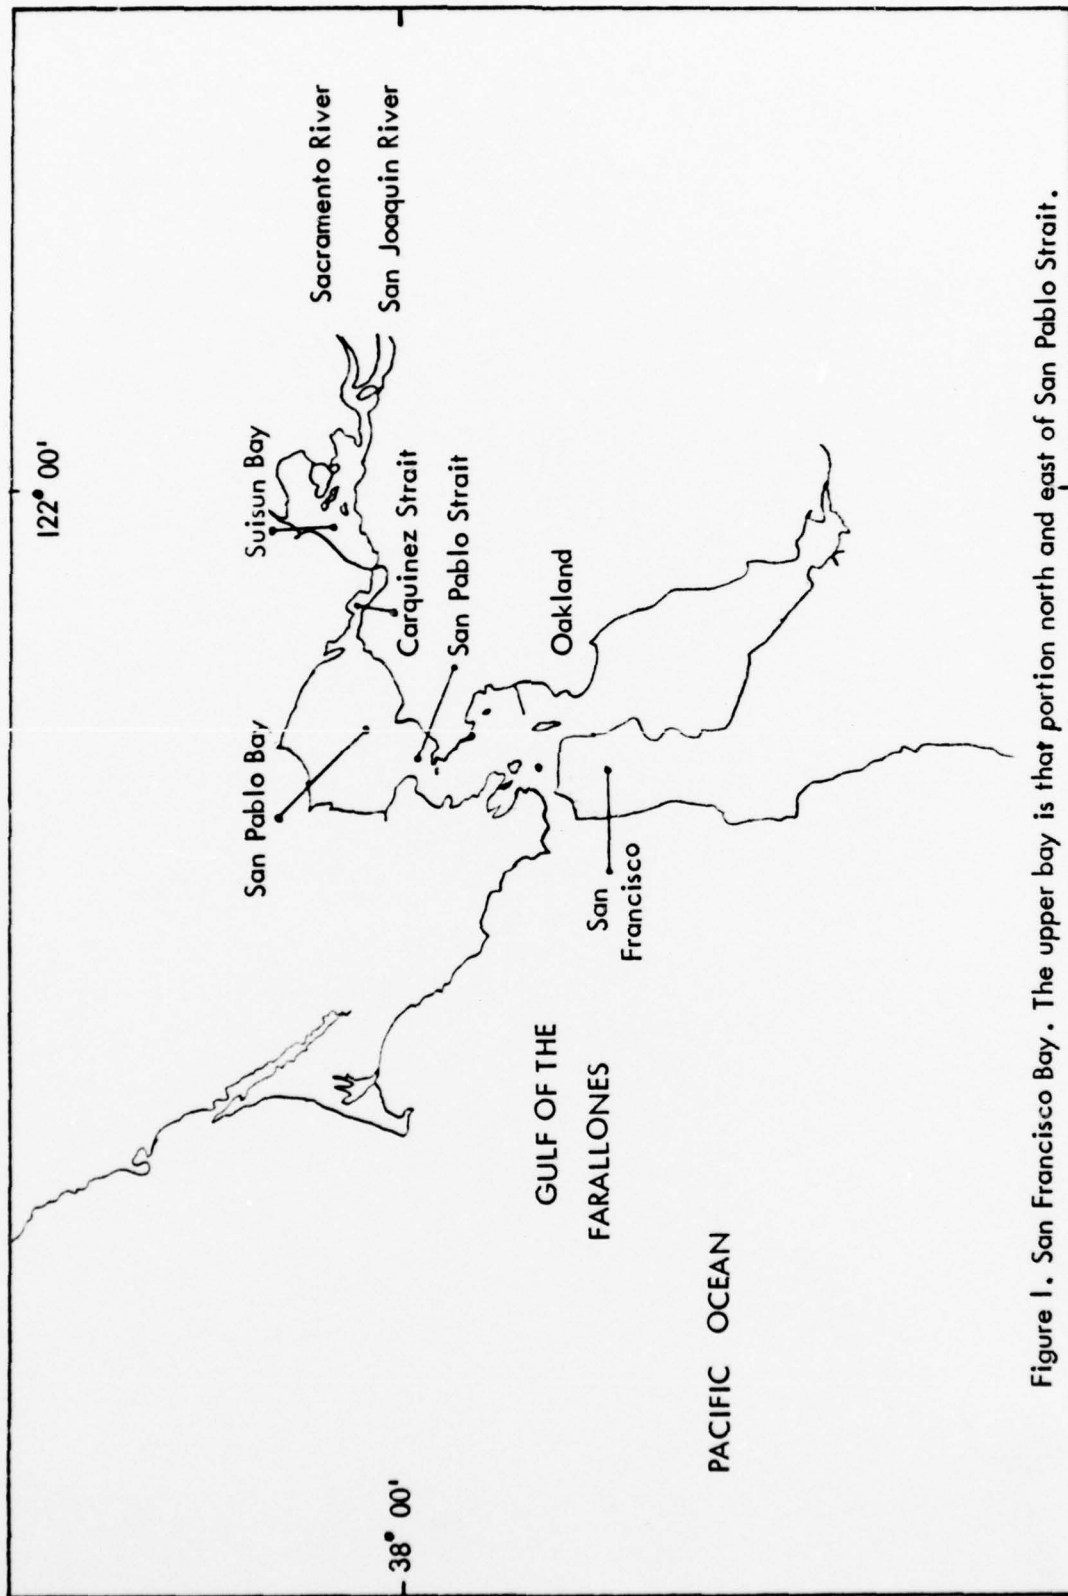 122° 00'
Sacramento River
San Joaquin River
Suisun Bay
Carquinez Strait
San Pablo Strait
San Pablo Bay
Oakland
San
Francisco
GULF OF THE
FARALLONES
PACIFIC OCEAN
38° 00'
Figure 1. San Francisco Bay. The upper bay is that portion north and east of San Pablo Strait.